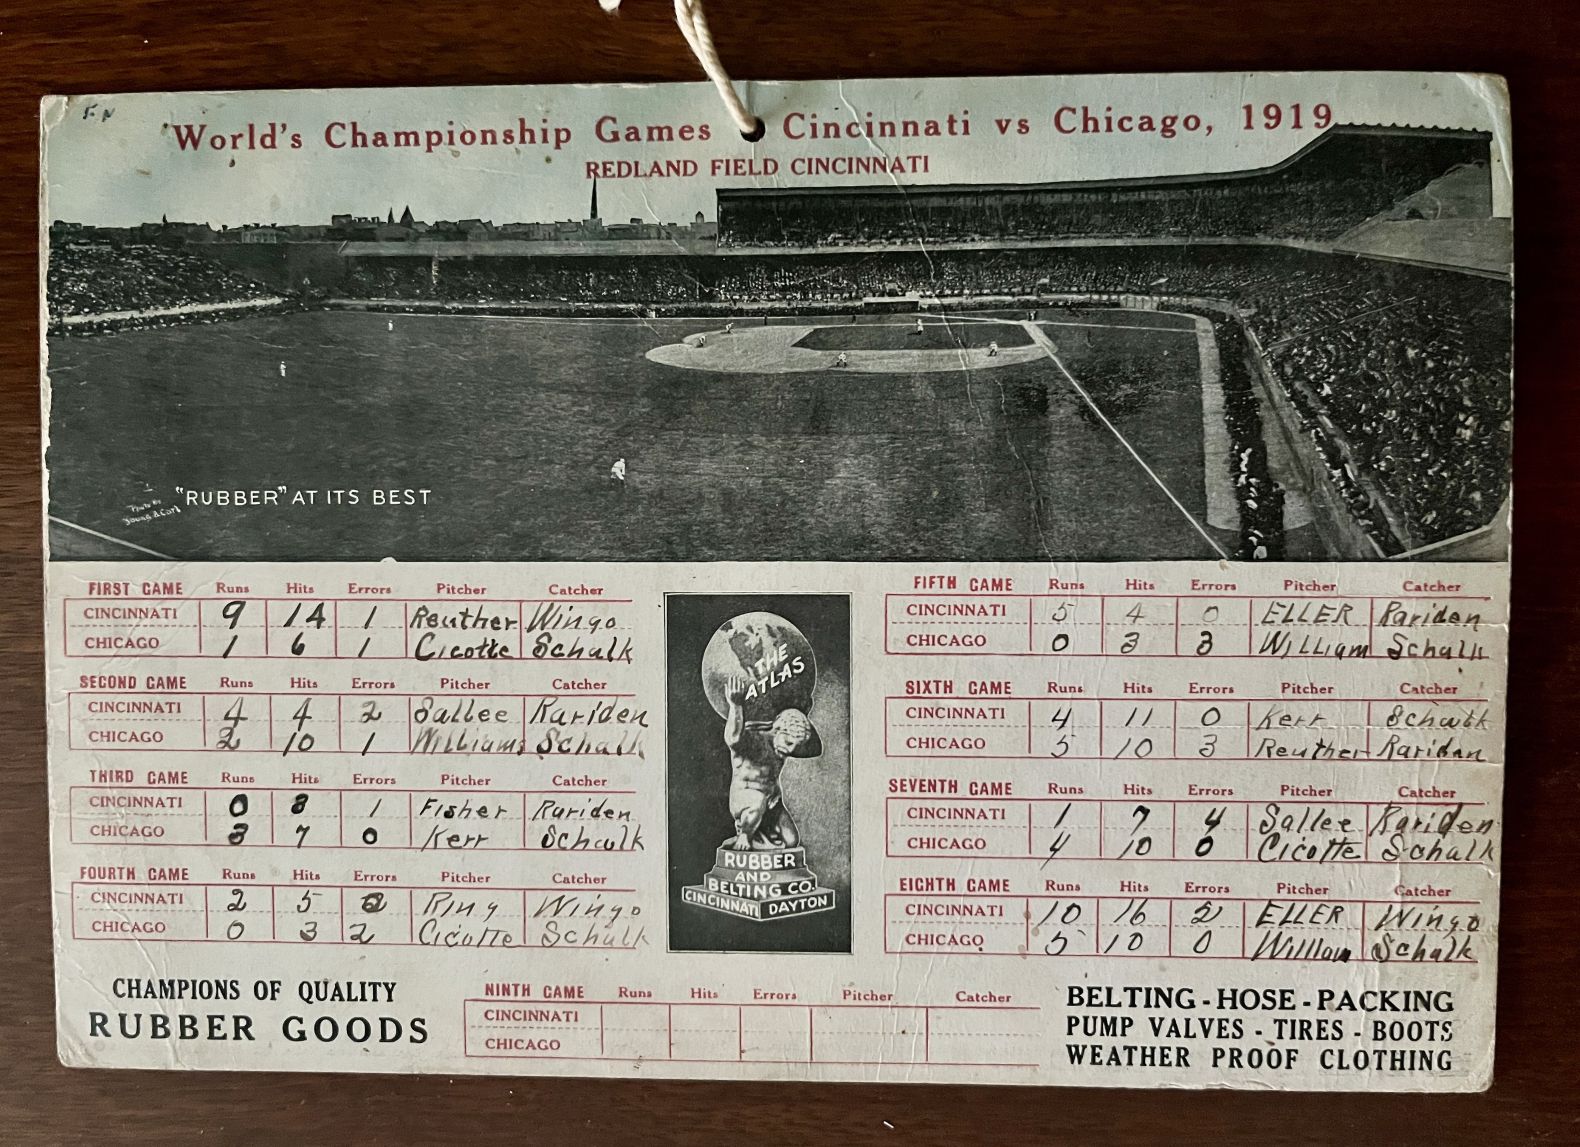 F.N
World's Championship Games Cincinnati vs Chicago, 1919
REDLAND FIELD CINCINNATI
"RUBBER" AT ITS BEST
Photo by
Young & Carl
FIRST GAME Runs Hits Errors Pitcher Catcher
CINCINNATI 9 14 1 Reuther Wingo
CHICAGO 1 6 1 Cicotte Schalk
SECOND GAME Runs Hits Errors Pitcher Catcher
CINCINNATI 4 4 2 Sallee Rariden
CHICAGO 2 10 1 Williams Schalk
THIRD GAME Runs Hits Errors Pitcher Catcher
CINCINNATI 0 3 1 Fisher Rariden
CHICAGO 3 7 0 Kerr Schalk
FOURTH GAME Runs Hits Errors Pitcher Catcher
CINCINNATI 2 5 2 Ring Wingo
CHICAGO 0 3 2 Cicotte Schalk
THE
ATLAS
RUBBER
AND
BELTING CO.
CINCINNATI DAYTON
FIFTH GAME Runs Hits Errors Pitcher Catcher
CINCINNATI 5 4 0 ELLER Rariden
CHICAGO 0 3 3 William Schalk
SIXTH GAME Runs Hits Errors Pitcher Catcher
CINCINNATI 4 11 0 Kerr Schalk
CHICAGO 5 10 3 Reuther Raridan
SEVENTH GAME Runs Hits Errors Pitcher Catcher
CINCINNATI 1 7 4 Sallee Rariden
CHICAGO 4 10 0 Cicotte Schalk
EIGHTH GAME Runs Hits Errors Pitcher Catcher
CINCINNATI 10 16 2 ELLER Wingo
CHICAGO 5 10 0 Schalk
CHAMPIONS OF QUALITY
RUBBER GOODS
NINTH GAME Runs Hits Errors Pitcher Catcher
CINCINNATI
CHICAGO
BELTING - HOSE - PACKING
PUMP VALVES - TIRES - BOOTS
WEATHER PROOF CLOTHING